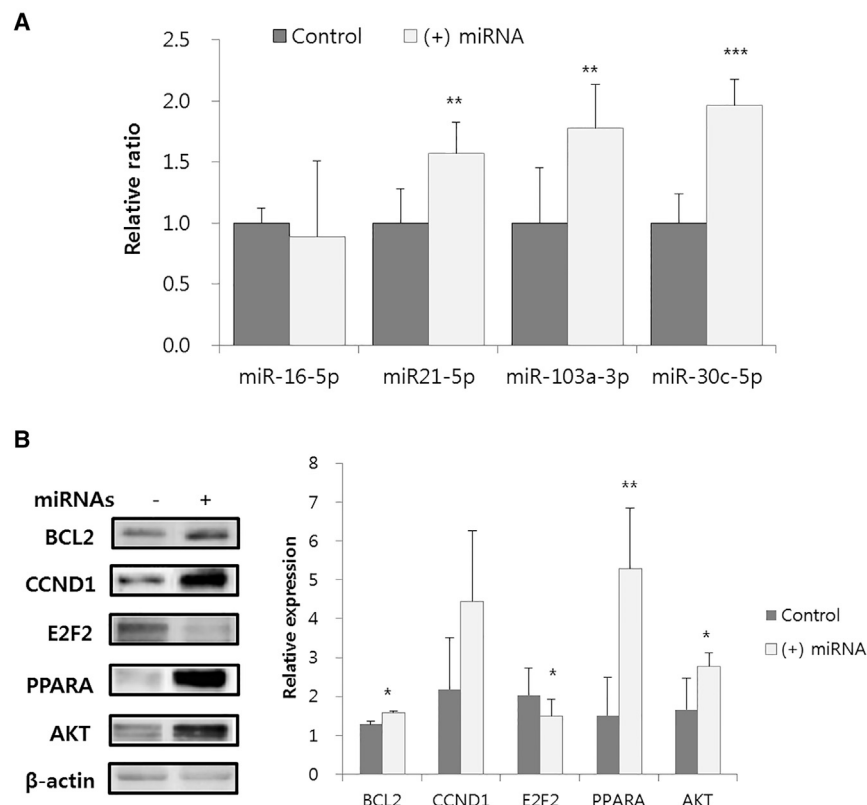 A
Control (+) miRNA
2.5
2.0
1.5
1.0
0.5
0.0
Relative ratio
**
**
***
miR-16-5p miR21-5p miR-103a-3p miR-30c-5p
B
miRNAs - +
BCL2
CCND1
E2F2
PPARA
AKT
β-actin
8
7
6
5
4
3
2
1
0
Relative expression
*
*
**
*
BCL2 CCND1 E2F2 PPARA AKT
Control
(+) miRNA